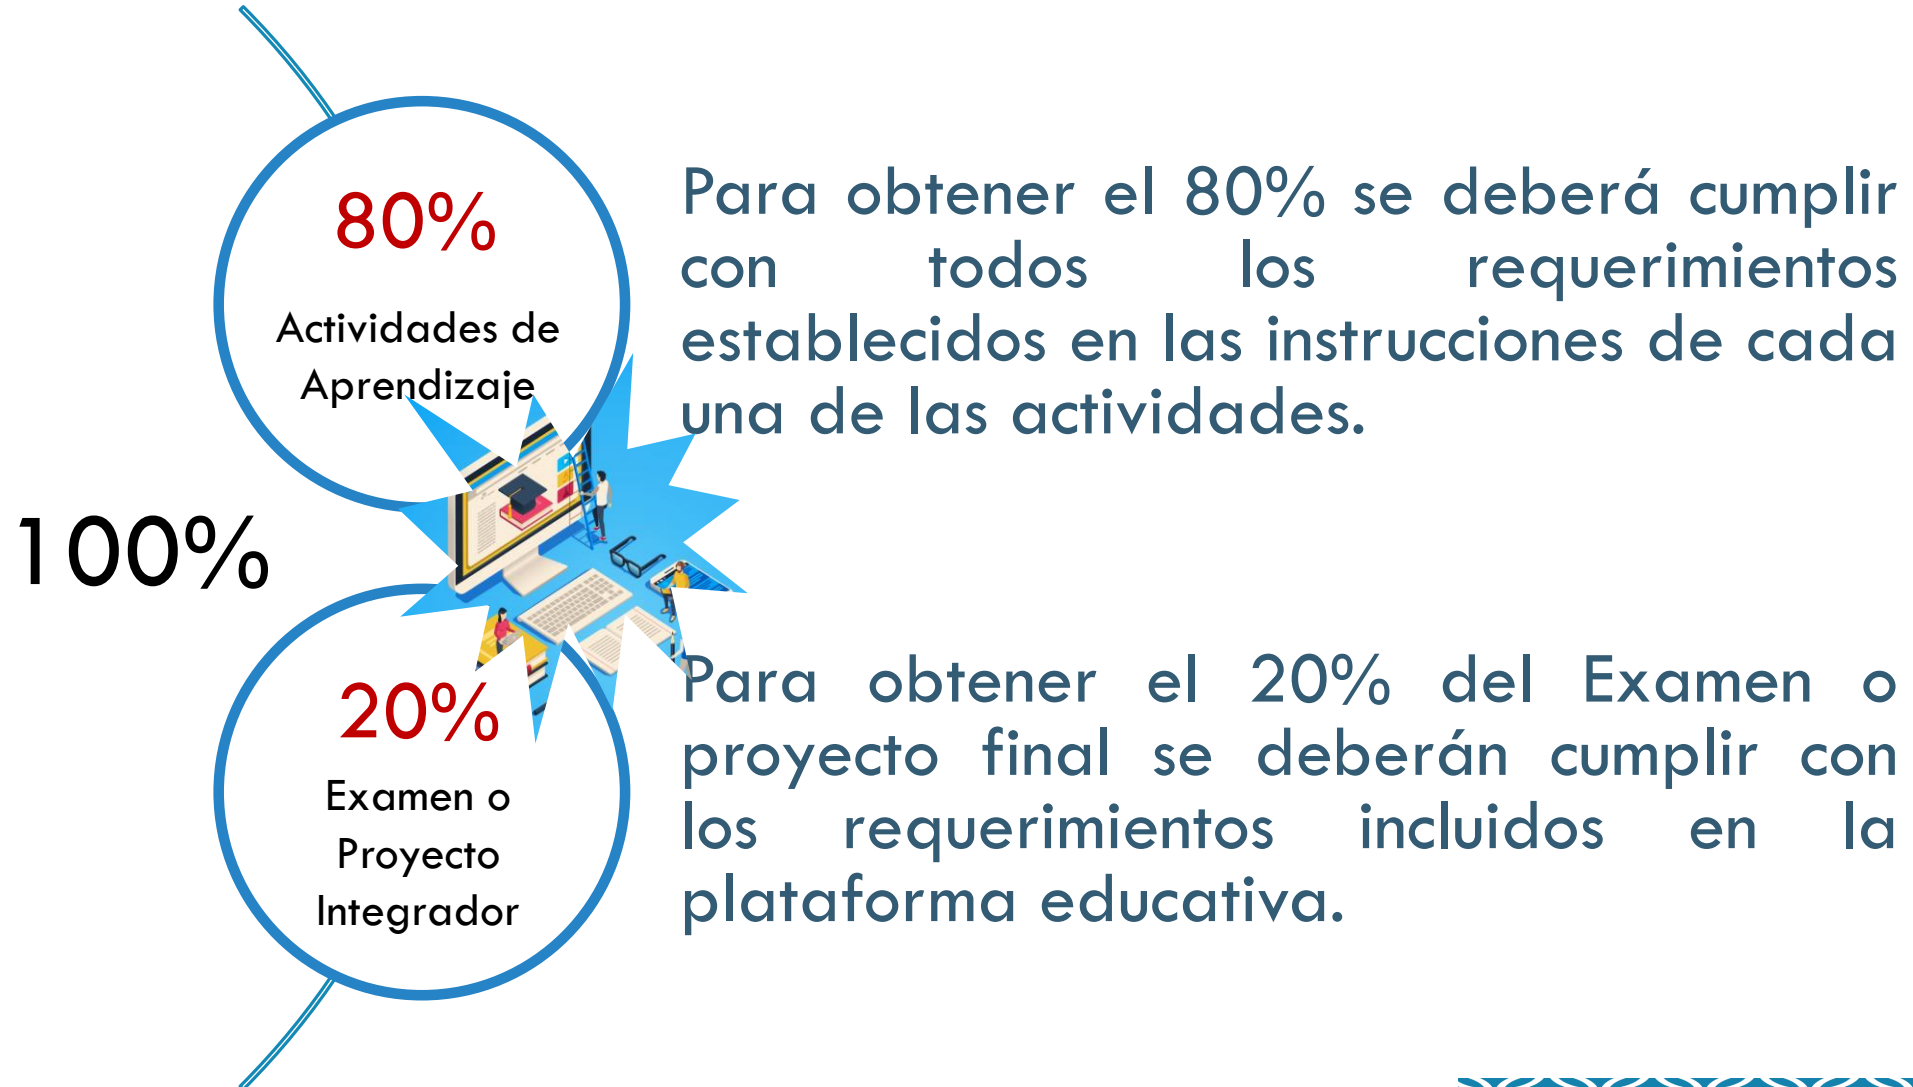 80%
Actividades de
Aprendizaje
Para obtener el 80% se deberá cumplir
con todos los requerimientos
establecidos en las instrucciones de cada
una de las actividades.
100%
20%
Examen o
Proyecto
Integrador
Para obtener el 20% del Examen o
proyecto final se deberán cumplir con
los requerimientos incluidos en la
plataforma educativa.